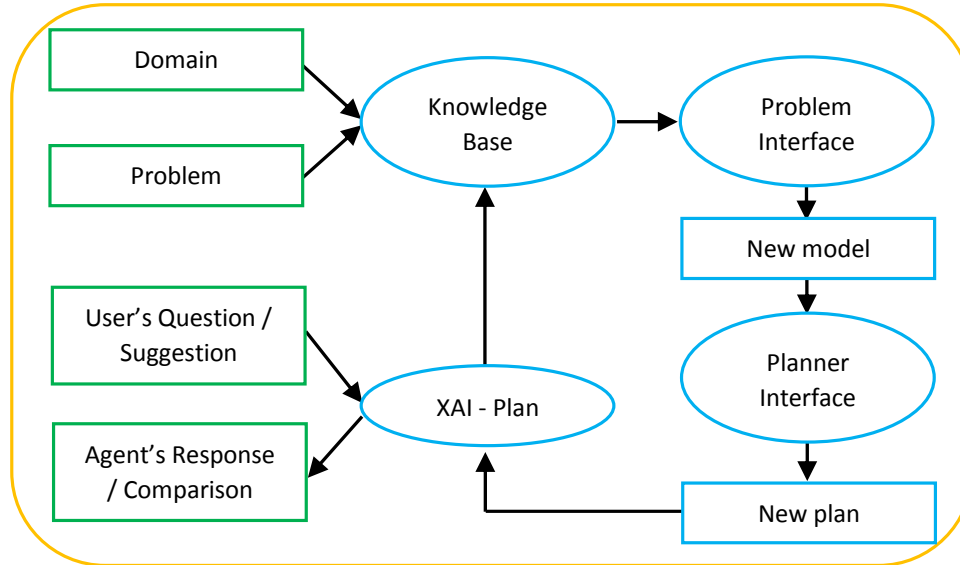 Domain
Problem
Knowledge
Base
Problem
Interface
New model
User’s Question /
Suggestion
Agent’s Response
/ Comparison
XAI - Plan
Planner
Interface
New plan